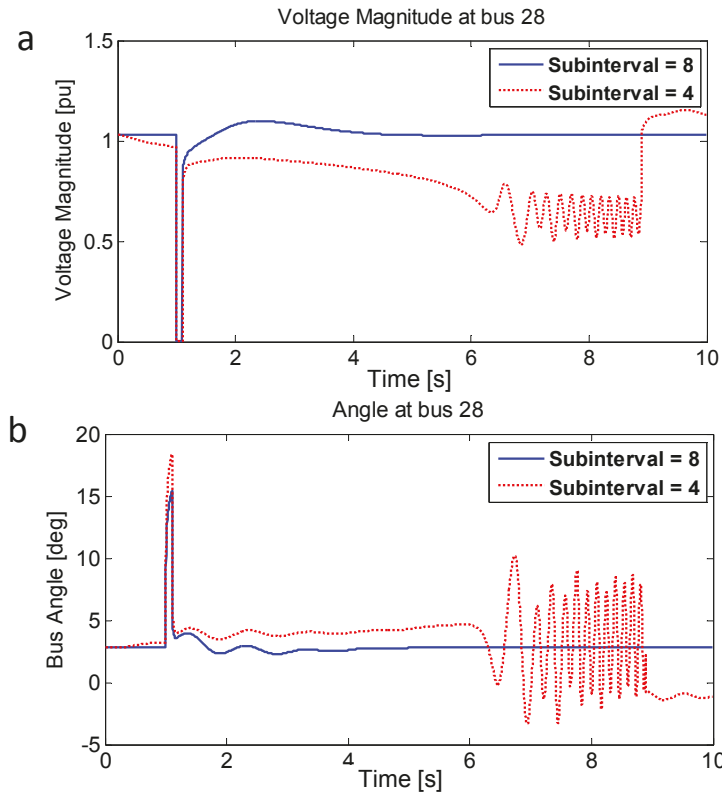 a
Voltage Magnitude at bus 28
1.5
1
0.5
0
Voltage Magnitude [pu]
Subinterval = 8
Subinterval = 4
0 2 4 6 8 10
Time [s]
b
Angle at bus 28
20
15
10
5
0
-5
Bus Angle [deg]
Subinterval = 8
Subinterval = 4
0 2 4 6 8 10
Time [s]